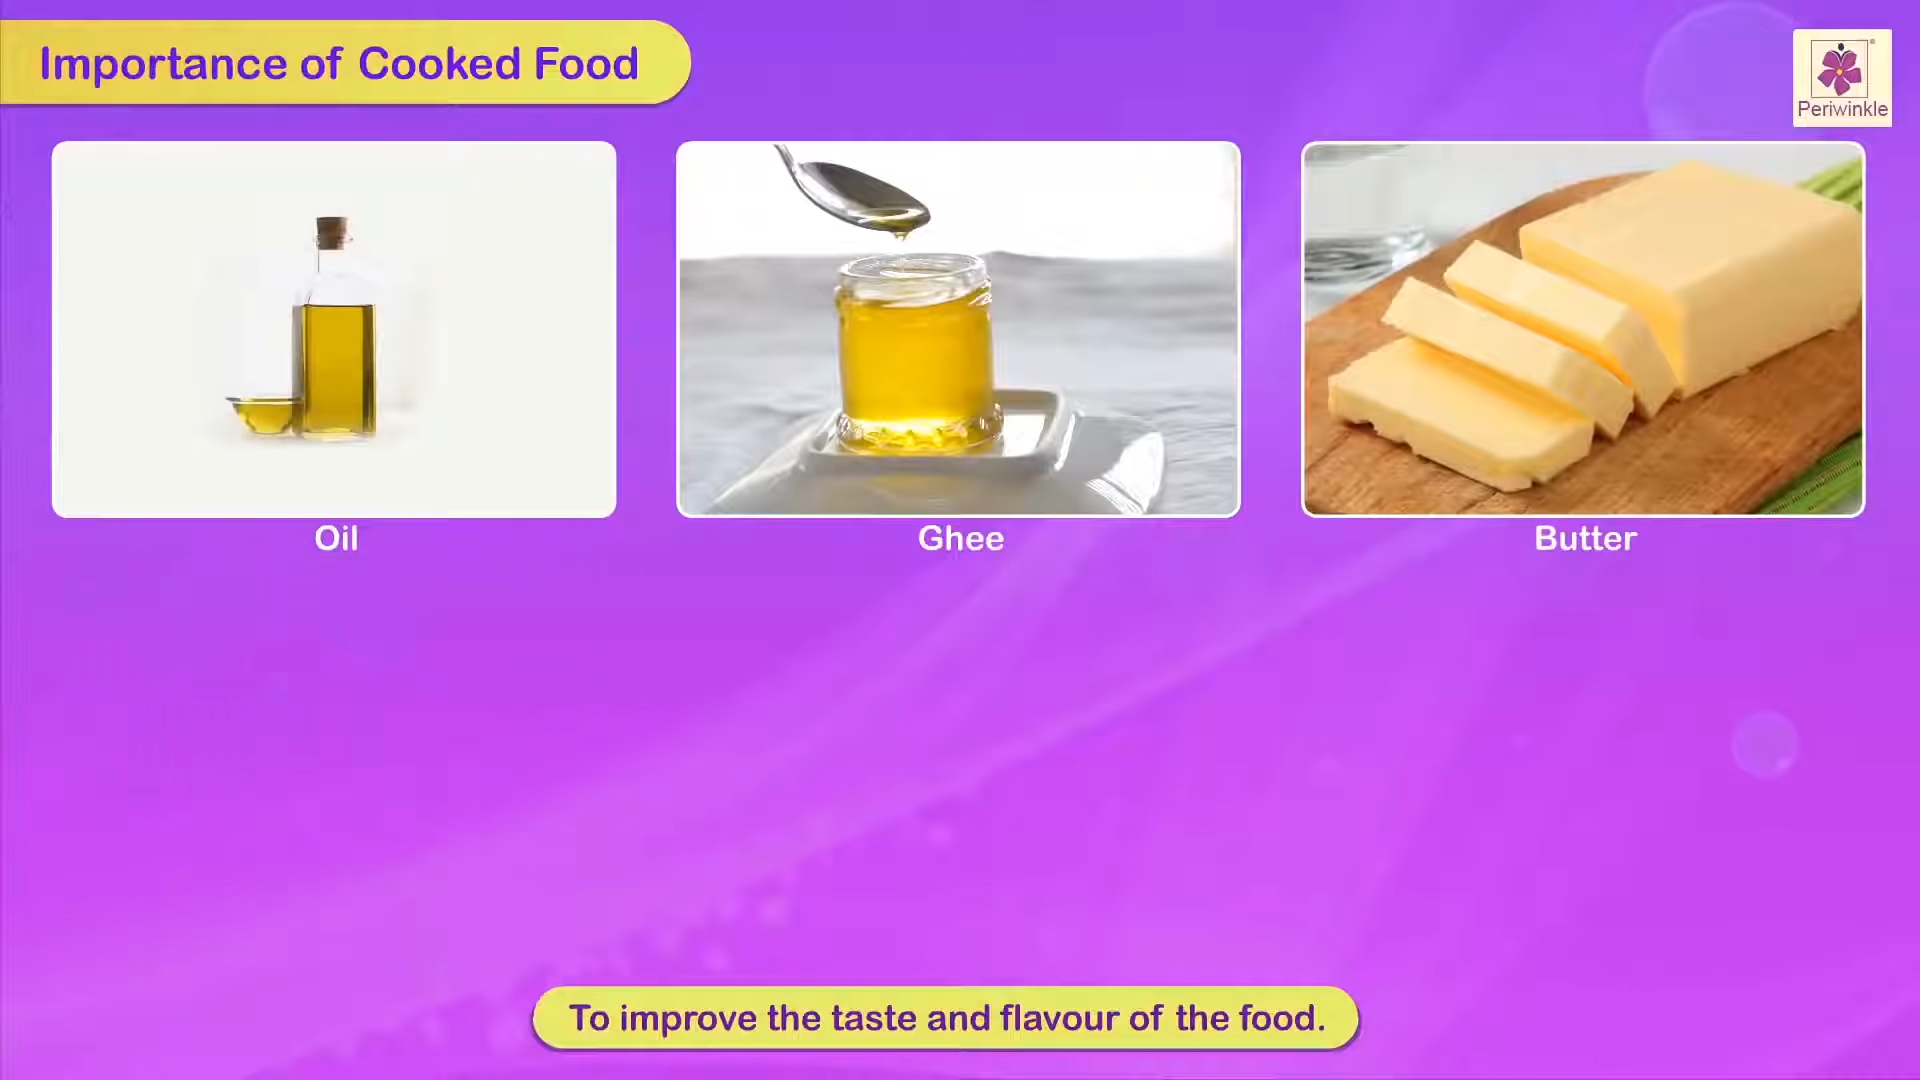 Importance of Cooked Food
Periwinkle
Oil
Ghee
Butter
To improve the taste and flavour of the food.